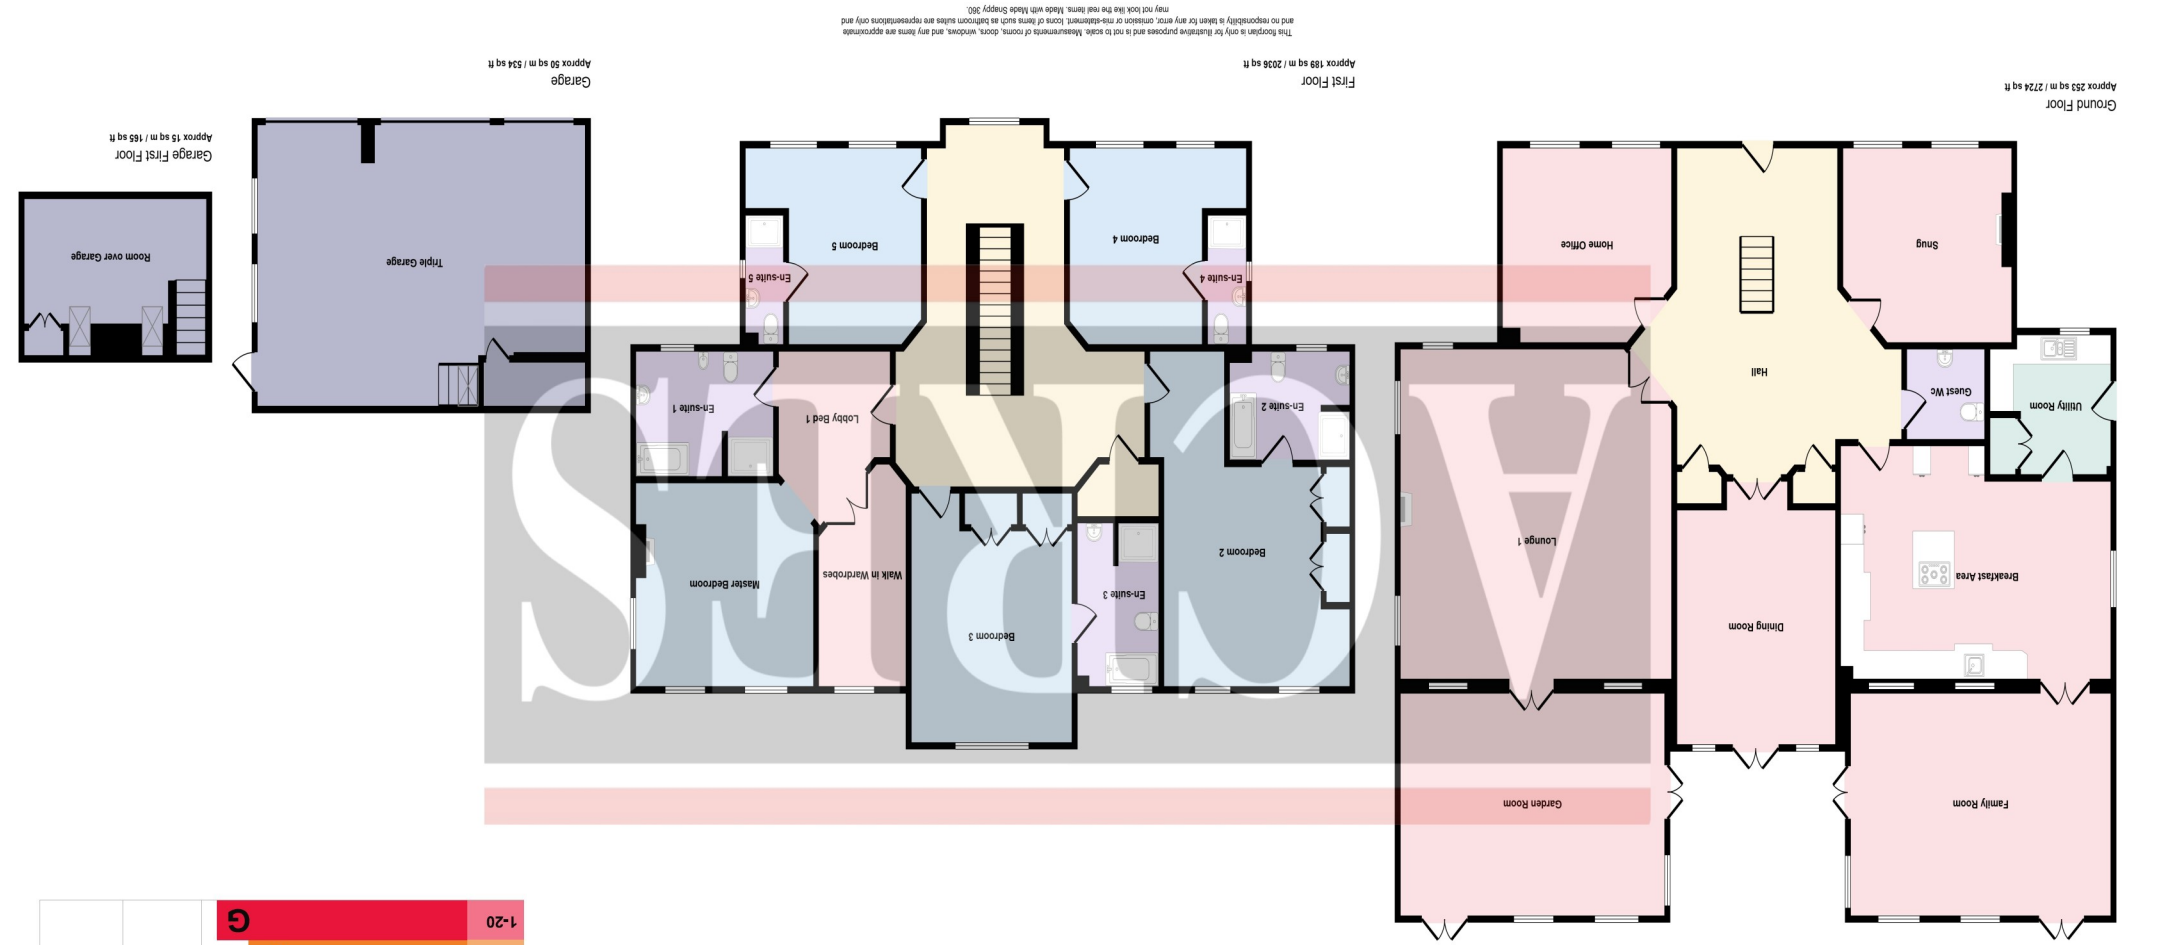 1-20 G
Family Room
Garden Room
Dining Room
Breakfast Area
Lounge 1
Utility Room
Guest Wc
Hall
Snug
Home Office
Ground Floor
Approx 253 sq m / 2724 sq ft
Bedroom 3
En-suite 3
Master Bedroom
Walk in Wardrobes
Bedroom 2
En-suite 2
Lobby Bed 1
En-suite 1
En-suite 4
En-suite 5
Bedroom 4
Bedroom 5
First Floor
Approx 189 sq m / 2036 sq ft
Triple Garage
Garage
Approx 50 sq m / 534 sq ft
Room over Garage
Garage First Floor
Approx 15 sq m / 165 sq ft
ACRES
This floorplan is only for illustrative purposes and is not to scale. Measurements of rooms, doors, windows, and any items are approximate
and no responsibility is taken for any error, omission or mis-statement. Icons of items such as bathroom suites are representations only and
may not look like the real items. Made with Made Snappy 360.